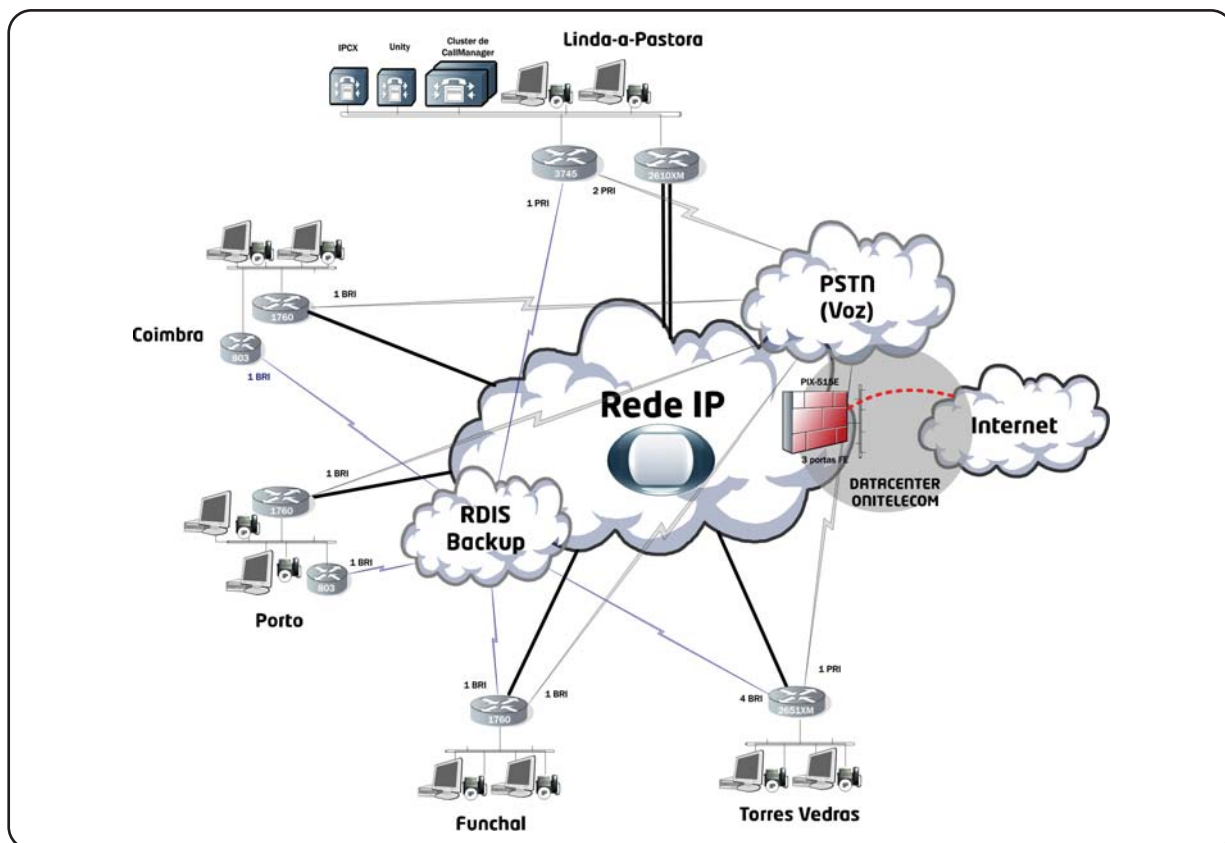 Linda-a-Pastora
IPCX
Unity
Cluster de
CallManager
3745
2610XM
1 PRI
2 PRI
PSTN
(Voz)
1760
1 BRI
Coimbra
803
1 BRI
Rede IP
PIX-515E
3 portas FE
Internet
DATACENTER
ONITELECOM
1 BRI
1760
RDIS
Backup
1 BRI
803
Porto
1 BRI
1 BRI
1760
Funchal
1 PRI
4 BRI
2651XM
Torres Vedras